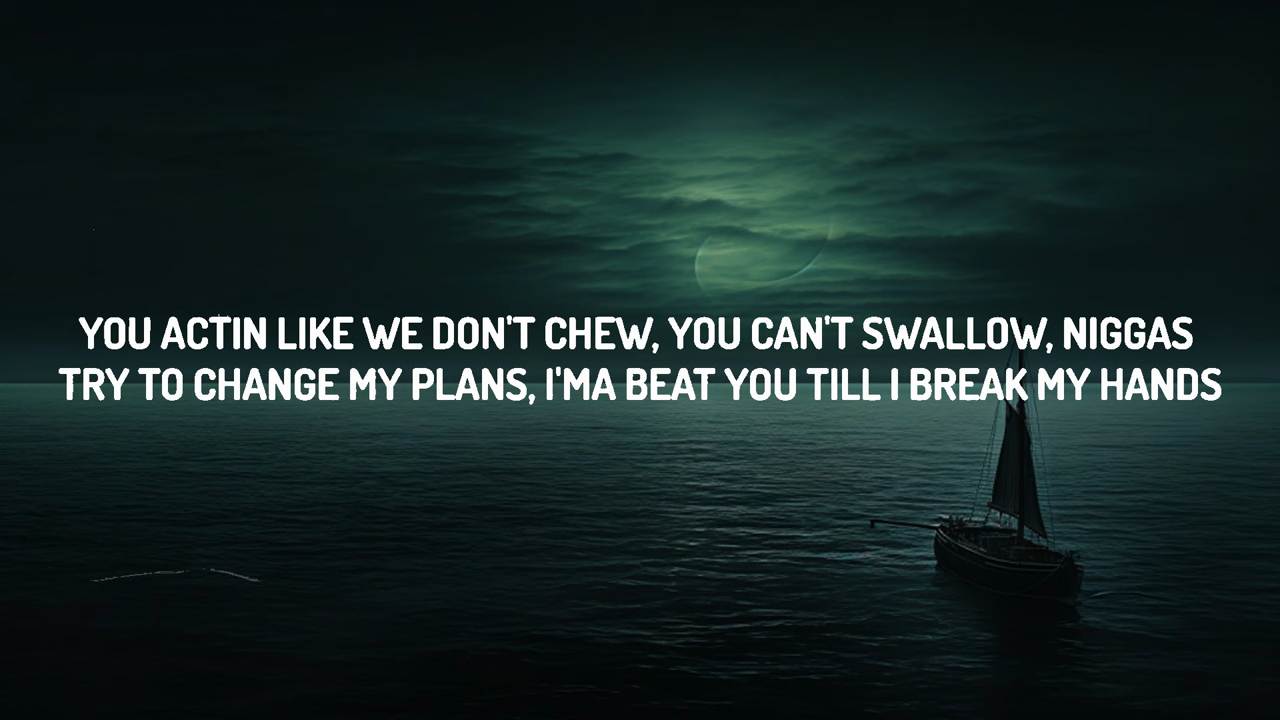 YOU ACTIN LIKE WE DON'T CHEW, YOU CAN'T SWALLOW, NIGGAS
TRY TO CHANGE MY PLANS, I'MA BEAT YOU TILL I BREAK MY HANDS